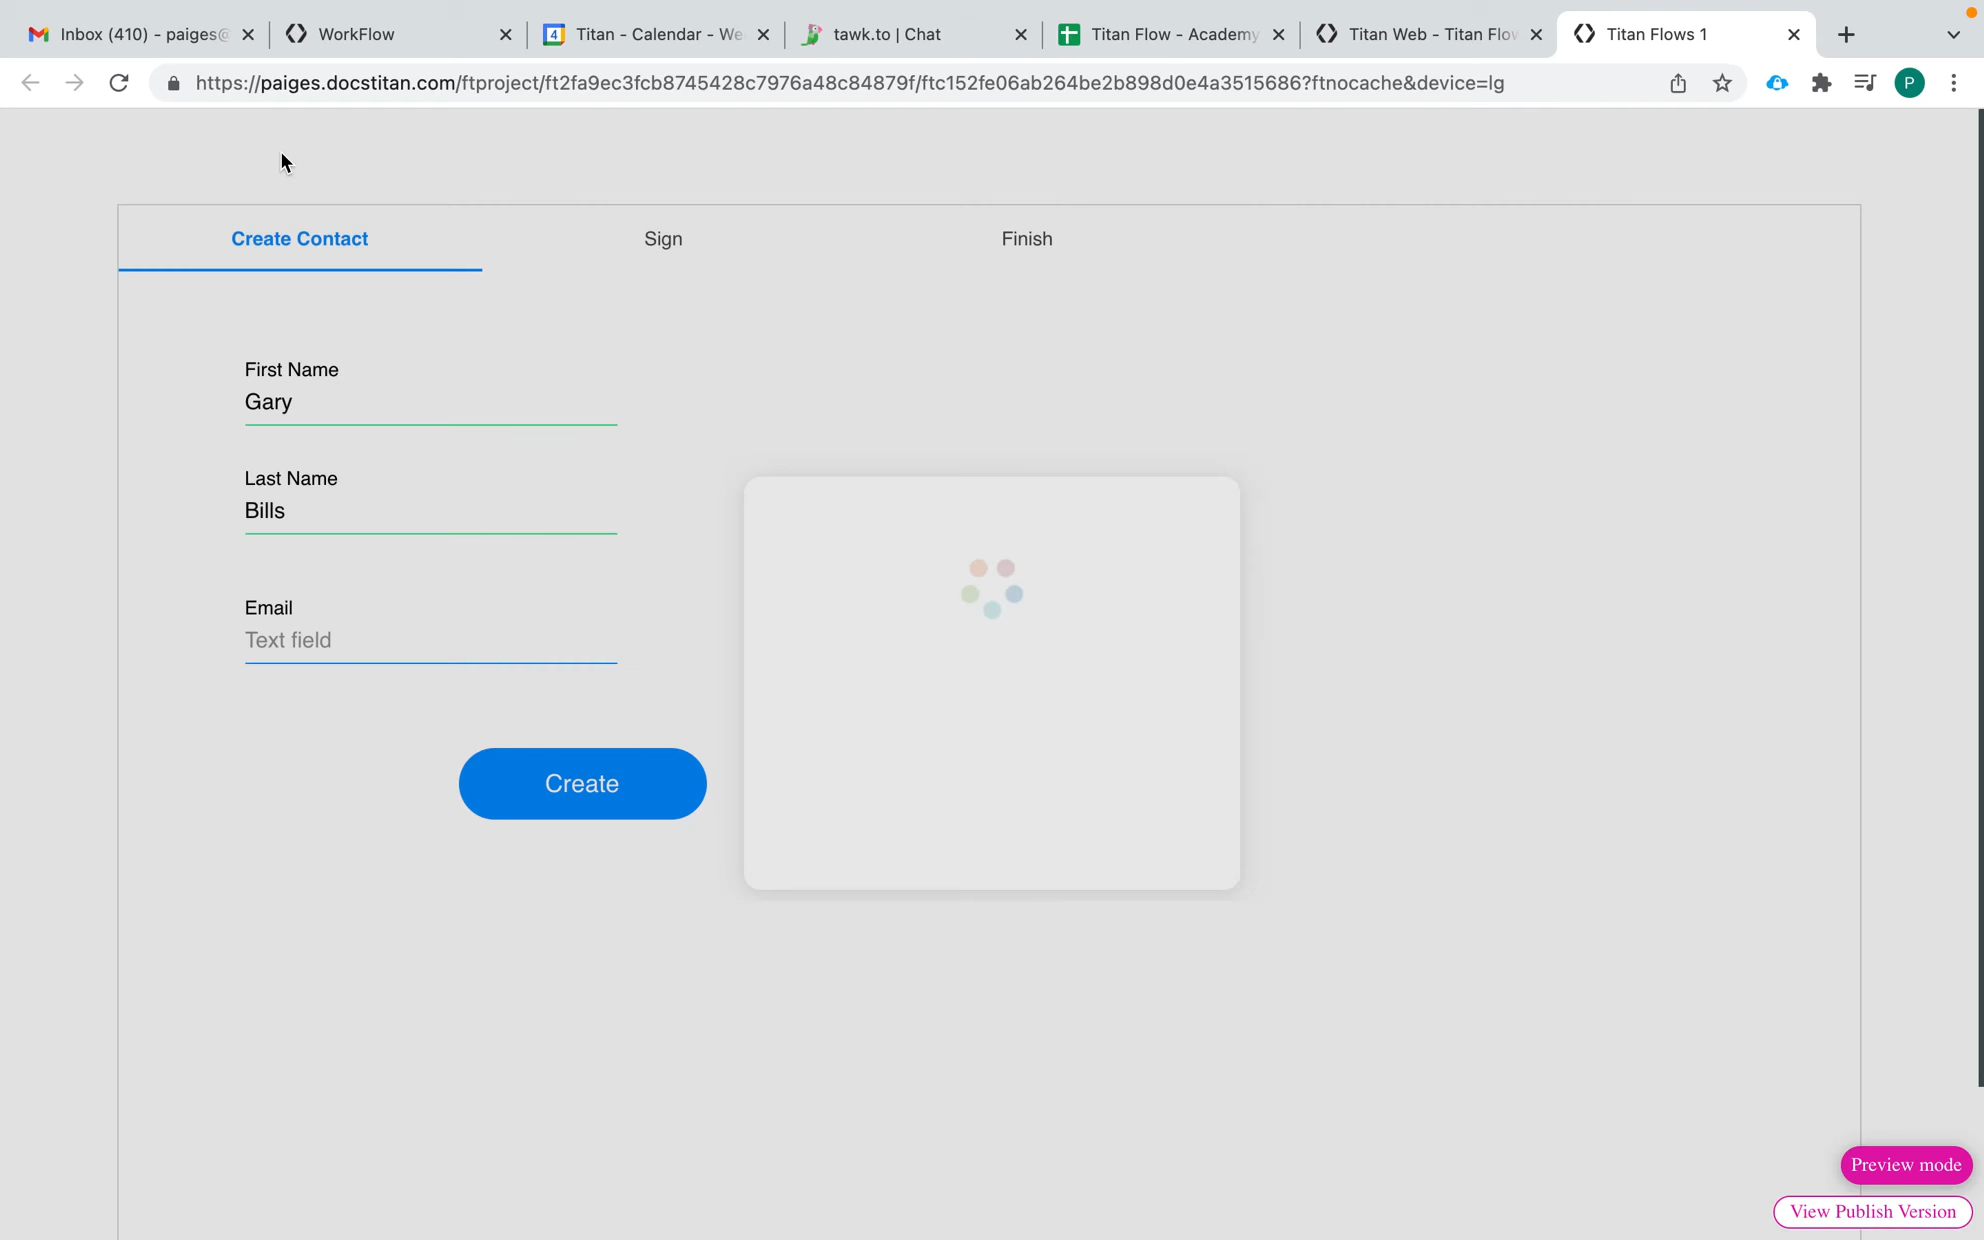 Inbox (410) - paiges@
WorkFlow
4
Titan - Calendar - We
tawk.to | Chat
Titan Flow - Academy
Titan Web - Titan Flow
Titan Flows 1
https://paiges.docstitan.com/ftproject/ft2fa9ec3fcb8745428c7976a48c84879f/ftc152fe06ab264be2b898d0e4a3515686?ftnocache&device=lg
P
Create Contact
Sign
Finish
First Name
Gary
Last Name
Bills
Email
Text field
Create
Preview mode
View Publish Version